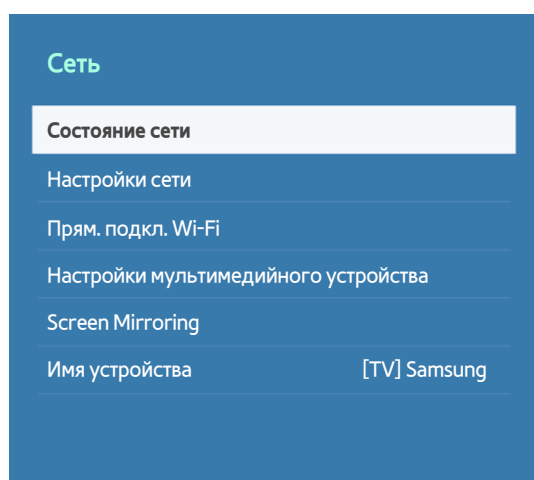 Сеть
Состояние сети
Настройки сети
Прям. подкл. Wi-Fi
Настройки мультимедийного устройства
Screen Mirroring
Имя устройства [TV] Samsung